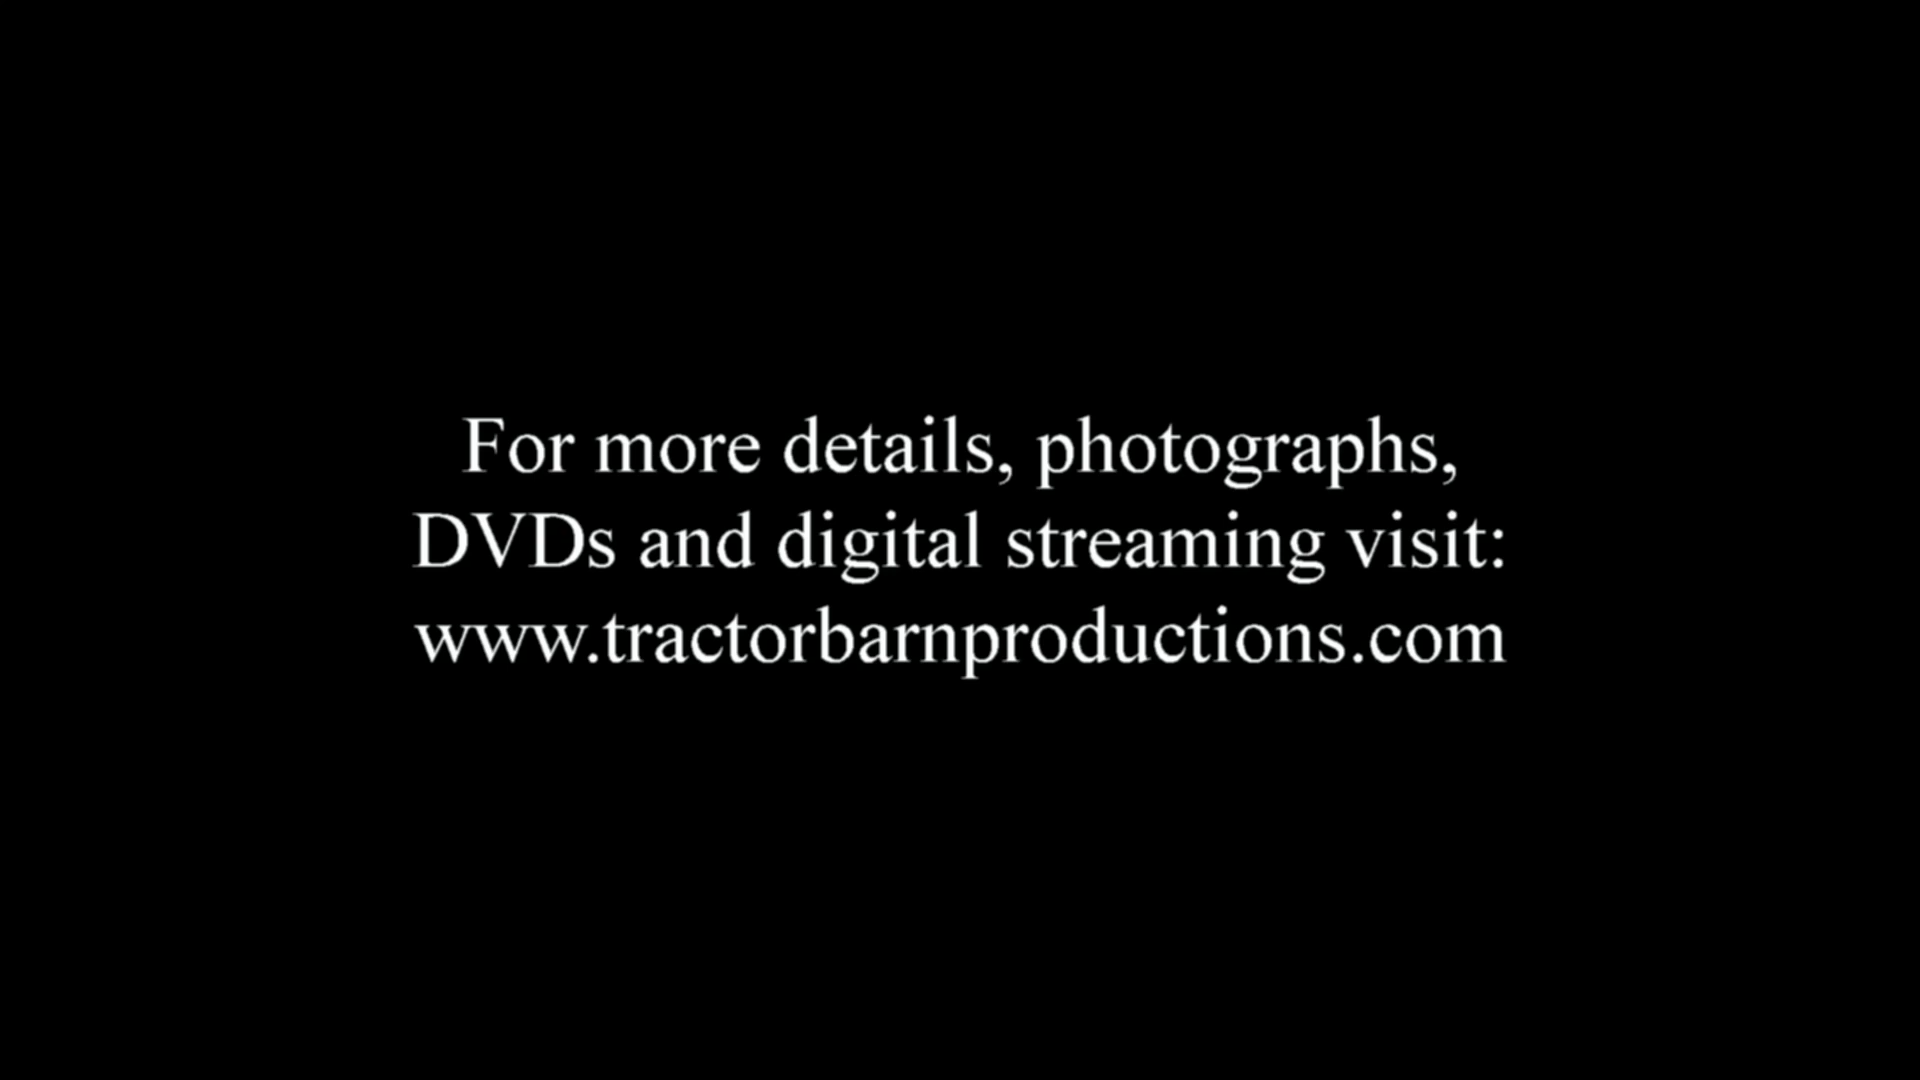 For more details, photographs,
DVDs and digital streaming visit:
www.tractorbarnproductions.com